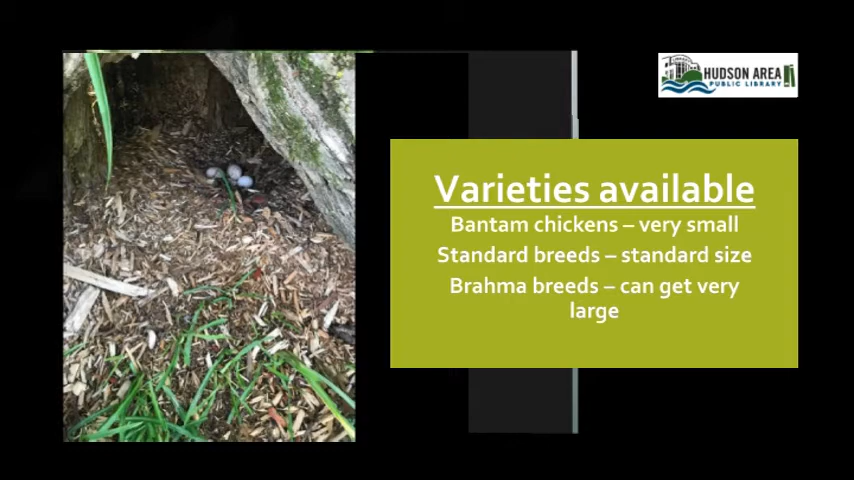 HUDSON AREA
PUBLIC LIBRARY
Varieties available
Bantam chickens – very small
Standard breeds – standard size
Brahma breeds – can get very
large